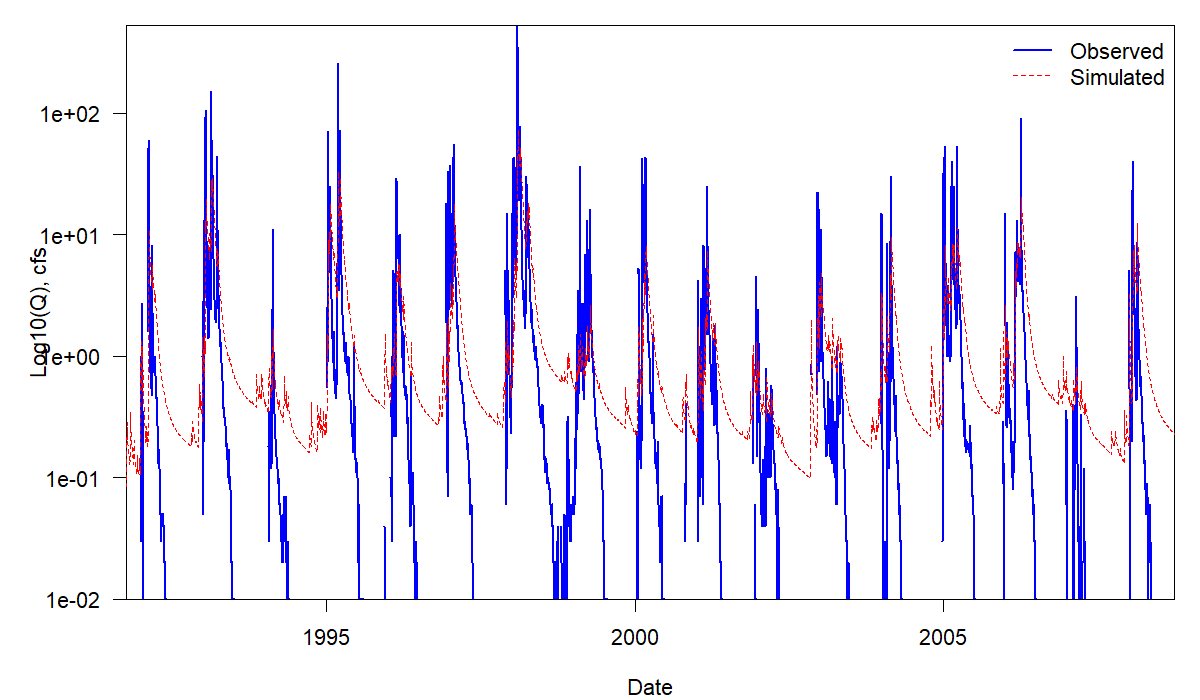 Observed
Simulated
1e+02
1e+01
1e+00
1e-01
1e-02
Log10(Q), cfs
1995
2000
2005
Date